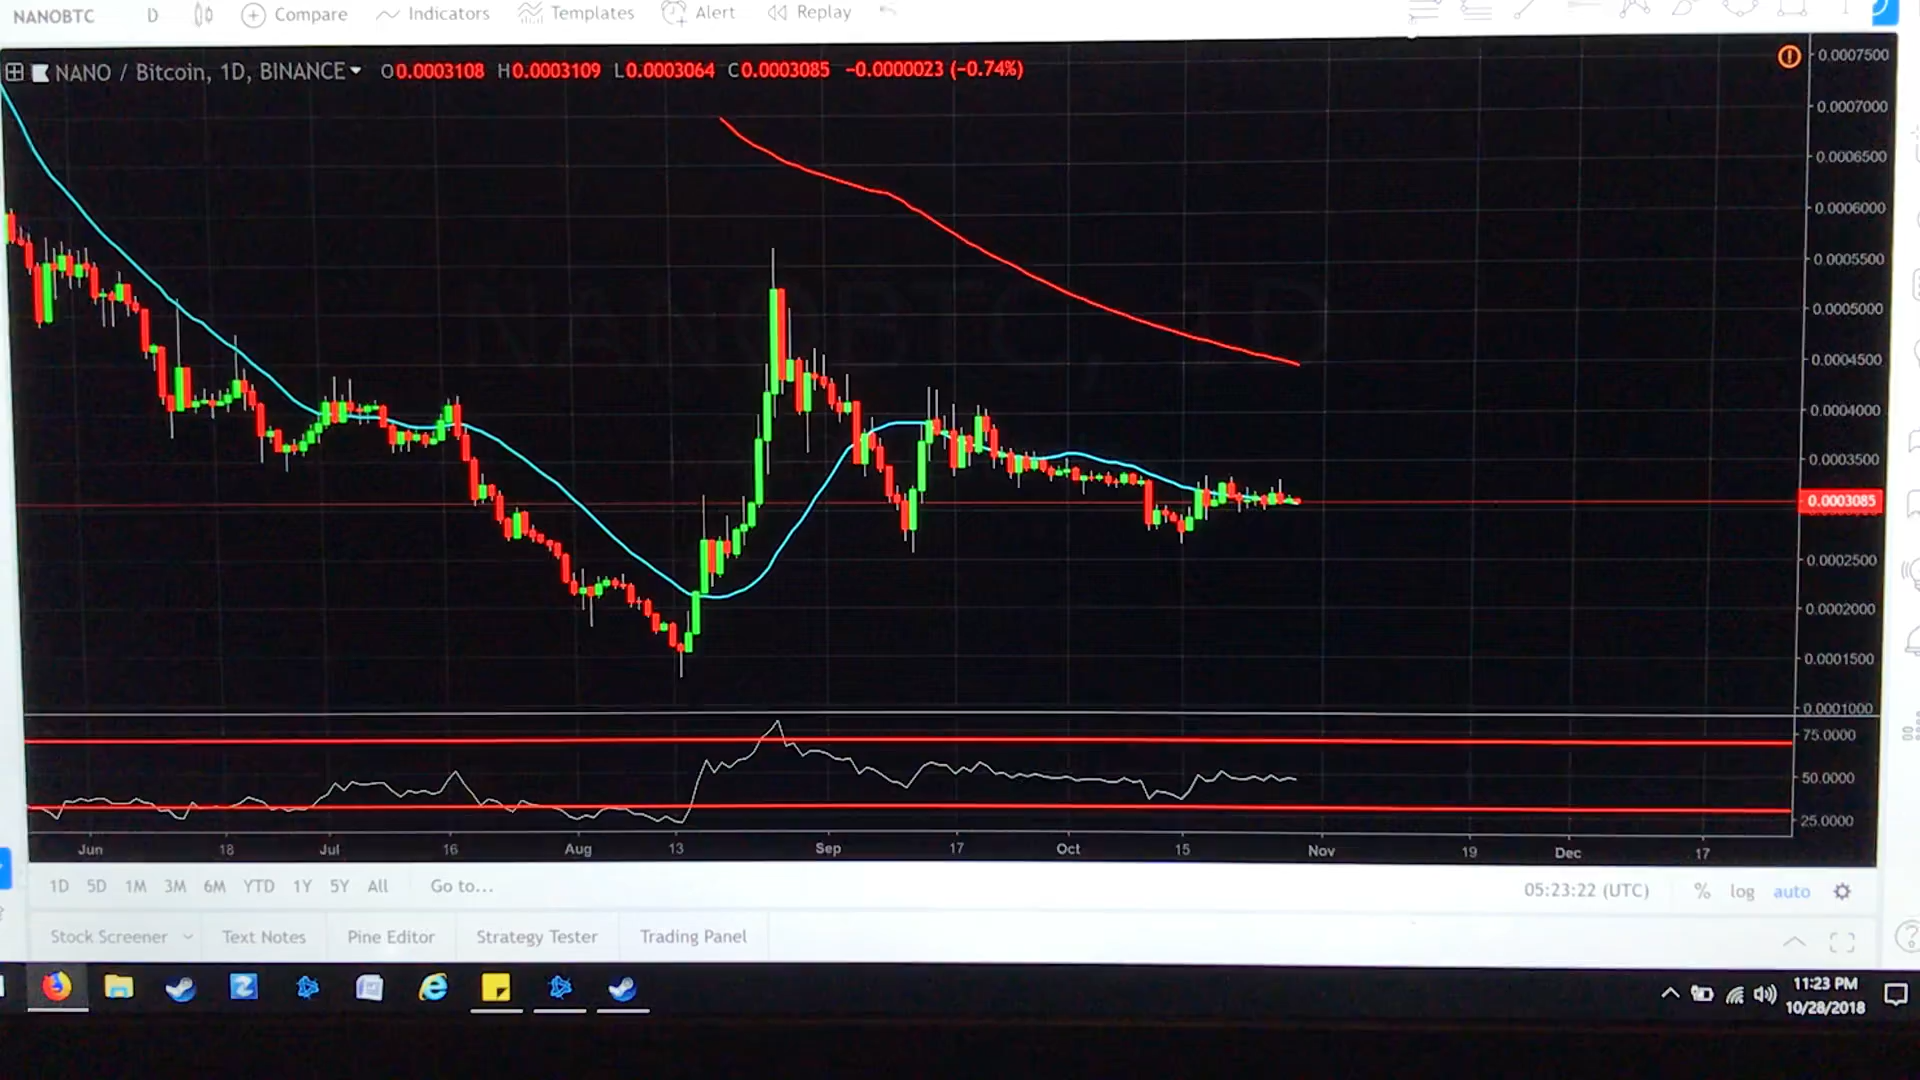 NANOBTC D Compare Indicators Templates Alert Replay
NANO / Bitcoin, 1D, BINANCE O0.0003108 H0.0003109 L0.0003064 C0.0003085 −0.0000023 (−0.74%)
NANOBTC, 1D
0.0007500
0.0007000
0.0006500
0.0006000
0.0005500
0.0005000
0.0004500
0.0004000
0.0003500
0.0003085
0.0002500
0.0002000
0.0001500
0.0001000
75.0000
50.0000
25.0000
Jun 18 Jul 16 Aug 13 Sep 17 Oct 15 Nov 19 Dec 17
1D 5D 1M 3M 6M YTD 1Y 5Y All Go to... 05:23:22 (UTC) % log auto
Stock Screener Text Notes Pine Editor Strategy Tester Trading Panel
11:23 PM
10/28/2018